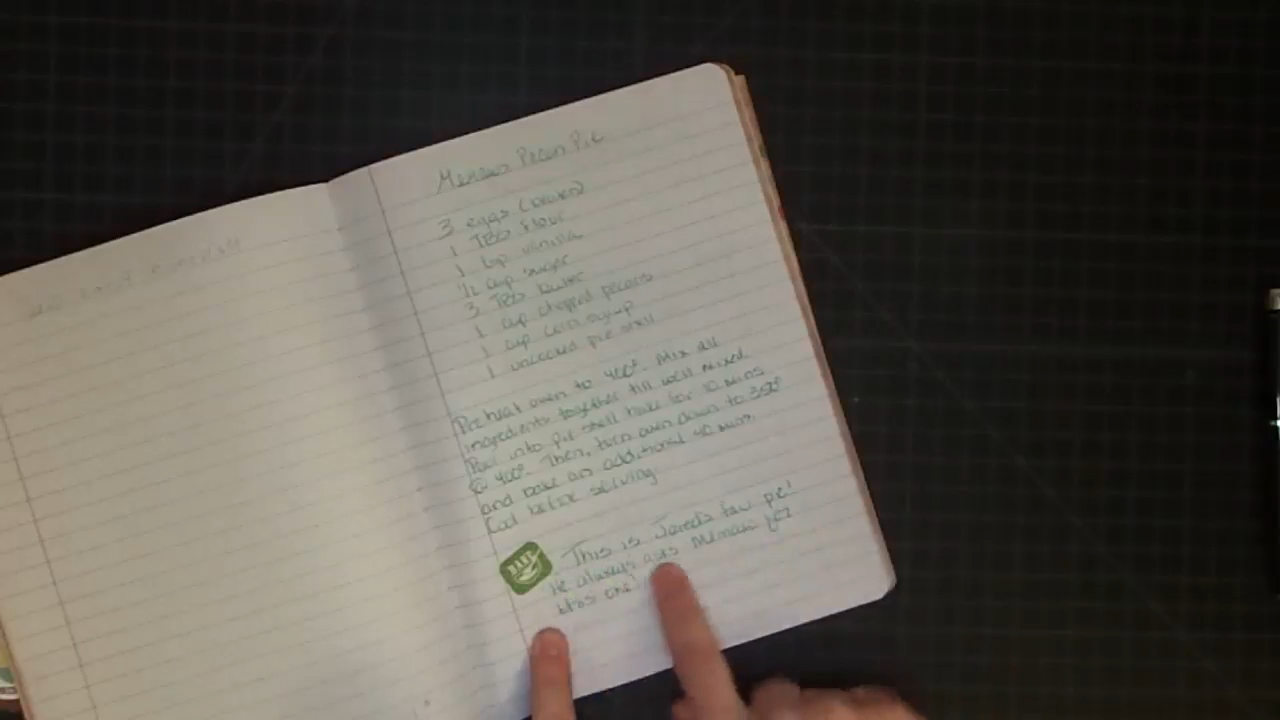 Memaws Pecan Pie
3 eggs (broken)
1 TBS flour
1 tsp vanilla
1/2 cup sugar
3 TBS butter
1 cup chopped pecans
1 cup corn syrup
1 uncooked pie shell
Preheat oven to 400°. Mix all
ingredients together till well mixed
Pour into pie shell bake for 10 mins
@ 400°. Then, turn oven down to 350°
and bake an additional 40 mins.
Cool before serving
This is Jared's fav pie!
He always asks Memaw for
this one!